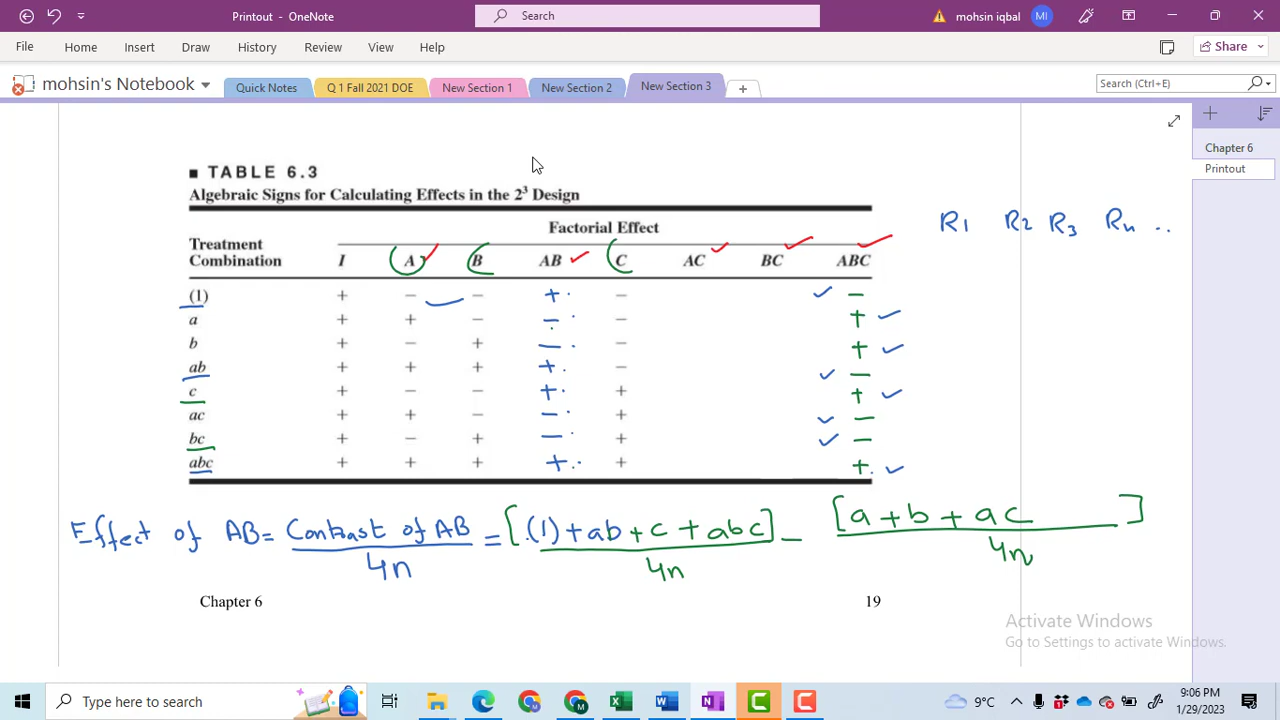 Printout - OneNote
Search
mohsin iqbal
MI
File Home Insert Draw History Review View Help
Share
mohsin's Notebook
Quick Notes
Q 1 Fall 2021 DOE
New Section 1
New Section 2
New Section 3
+
Search (Ctrl+E)
Chapter 6
Printout
■ TABLE 6.3
Algebraic Signs for Calculating Effects in the 2³ Design
R1 R2 R3 Rn ..
Factorial Effect
Treatment
Combination I A B AB C AC BC ABC
(1) + − − + − −
a + + − − − +
b + − + − − +
ab + + + + − −
c + − − + + +
ac + + − − + −
bc + − + − + −
abc + + + + + +
Effect of AB = Contrast of AB / 4n = [(1) + ab + c + abc] / 4n − [a + b + ac ] / 4n
Chapter 6
19
Activate Windows
Go to Settings to activate Windows.
Type here to search
9°C
9:06 PM
1/29/2023